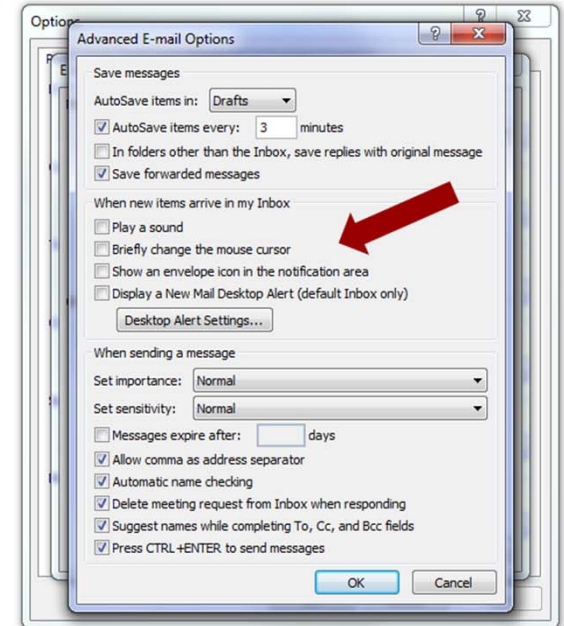 Option
Advanced E-mail Options
Save messages
AutoSave items in: Drafts
AutoSave items every: 3 minutes
In folders other than the Inbox, save replies with original message
Save forwarded messages
When new items arrive in my Inbox
Play a sound
Briefly change the mouse cursor
Show an envelope icon in the notification area
Display a New Mail Desktop Alert (default Inbox only)
Desktop Alert Settings...
When sending a message
Set importance: Normal
Set sensitivity: Normal
Messages expire after: days
Allow comma as address separator
Automatic name checking
Delete meeting request from Inbox when responding
Suggest names while completing To, Cc, and Bcc fields
Press CTRL+ENTER to send messages
OK Cancel